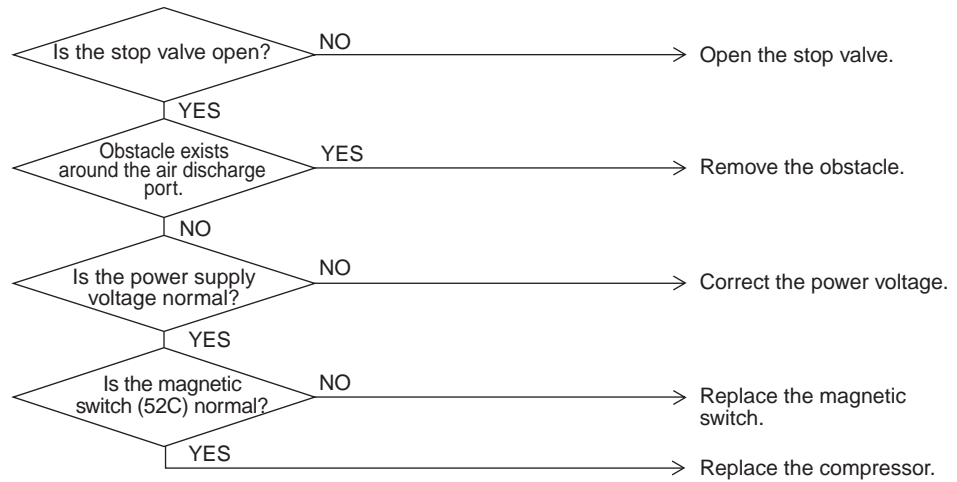 Is the stop valve open?
NO
Open the stop valve.
YES
Obstacle exists
around the air discharge
port.
YES
Remove the obstacle.
NO
Is the power supply
voltage normal?
NO
Correct the power voltage.
YES
Is the magnetic
switch (52C) normal?
NO
Replace the magnetic
switch.
YES
Replace the compressor.